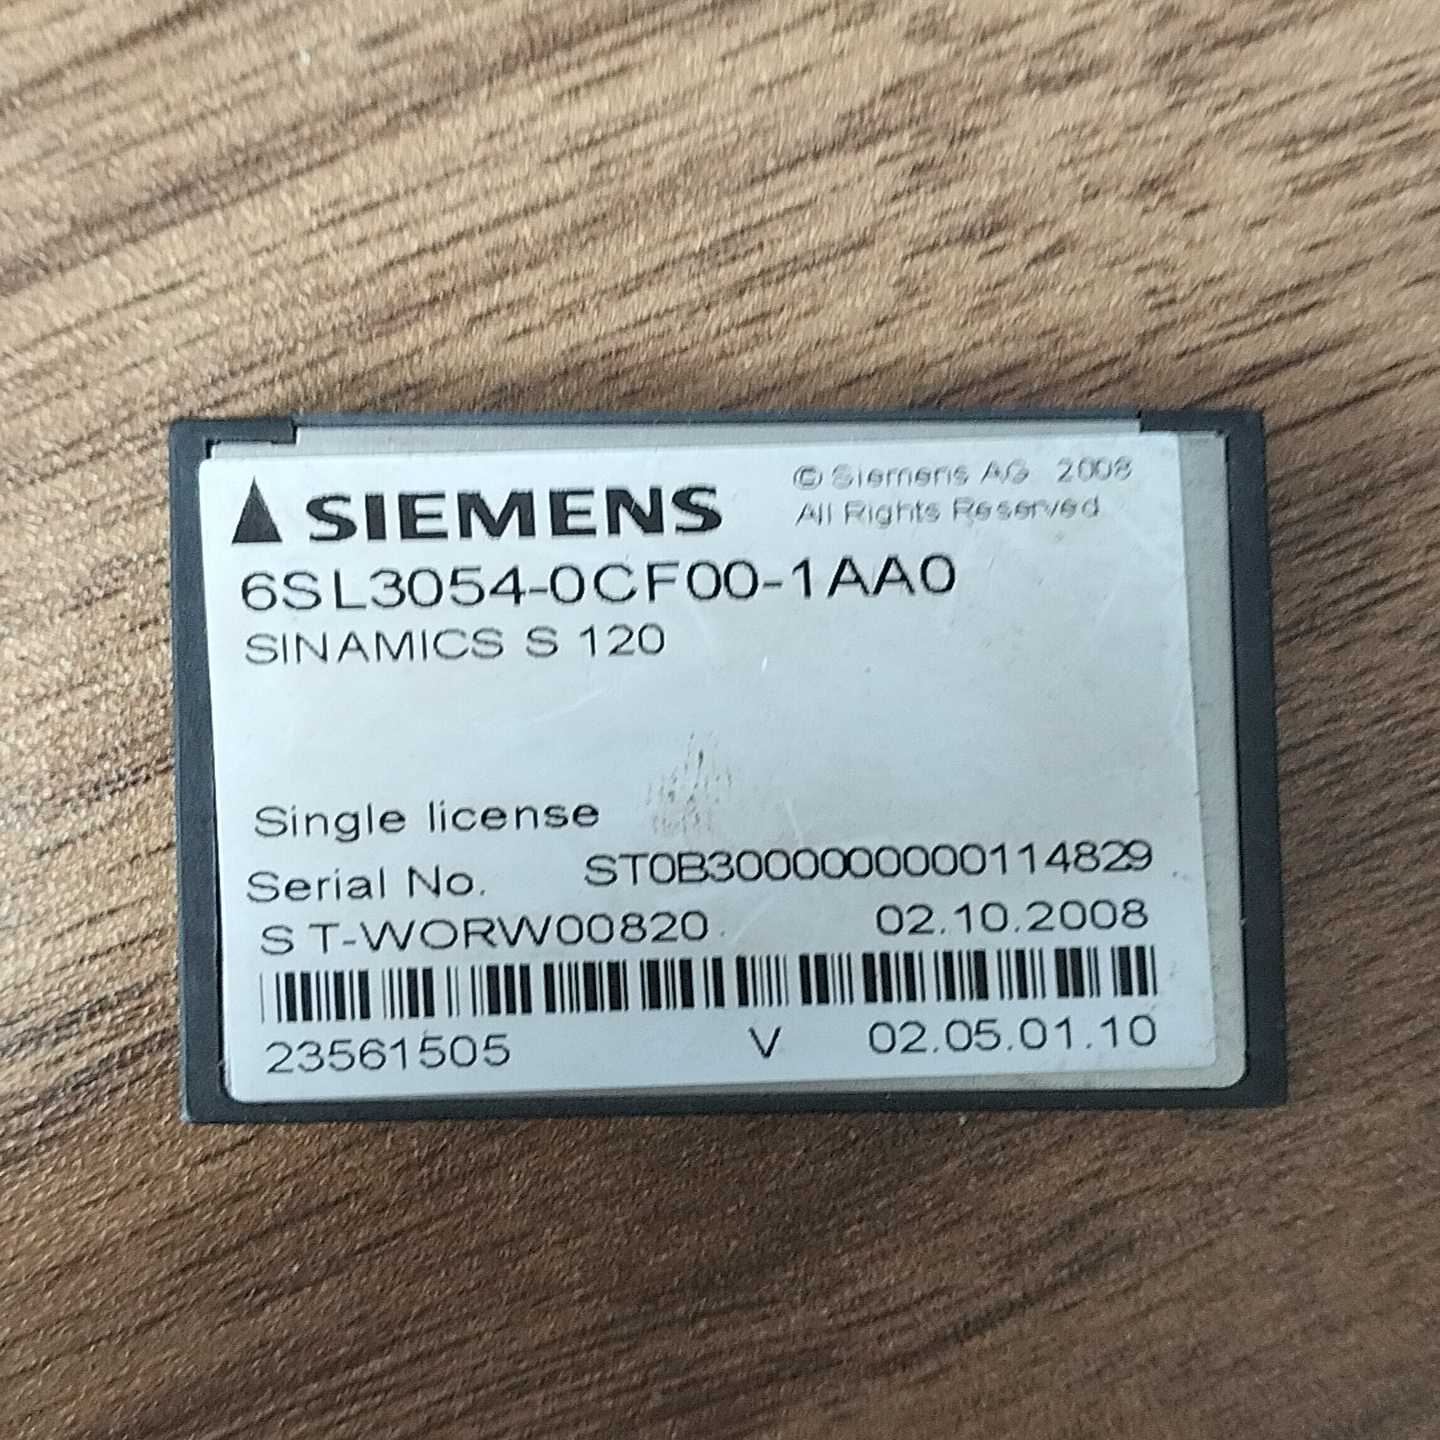 SIEMENS
© Siemens AG 2008
All Rights Reserved
6SL3054-0CF00-1AA0
SINAMICS S 120
Single license
Serial No. ST0B3000000000114829
S T-WORW00820 02.10.2008
23561505 V 02.05.01.10